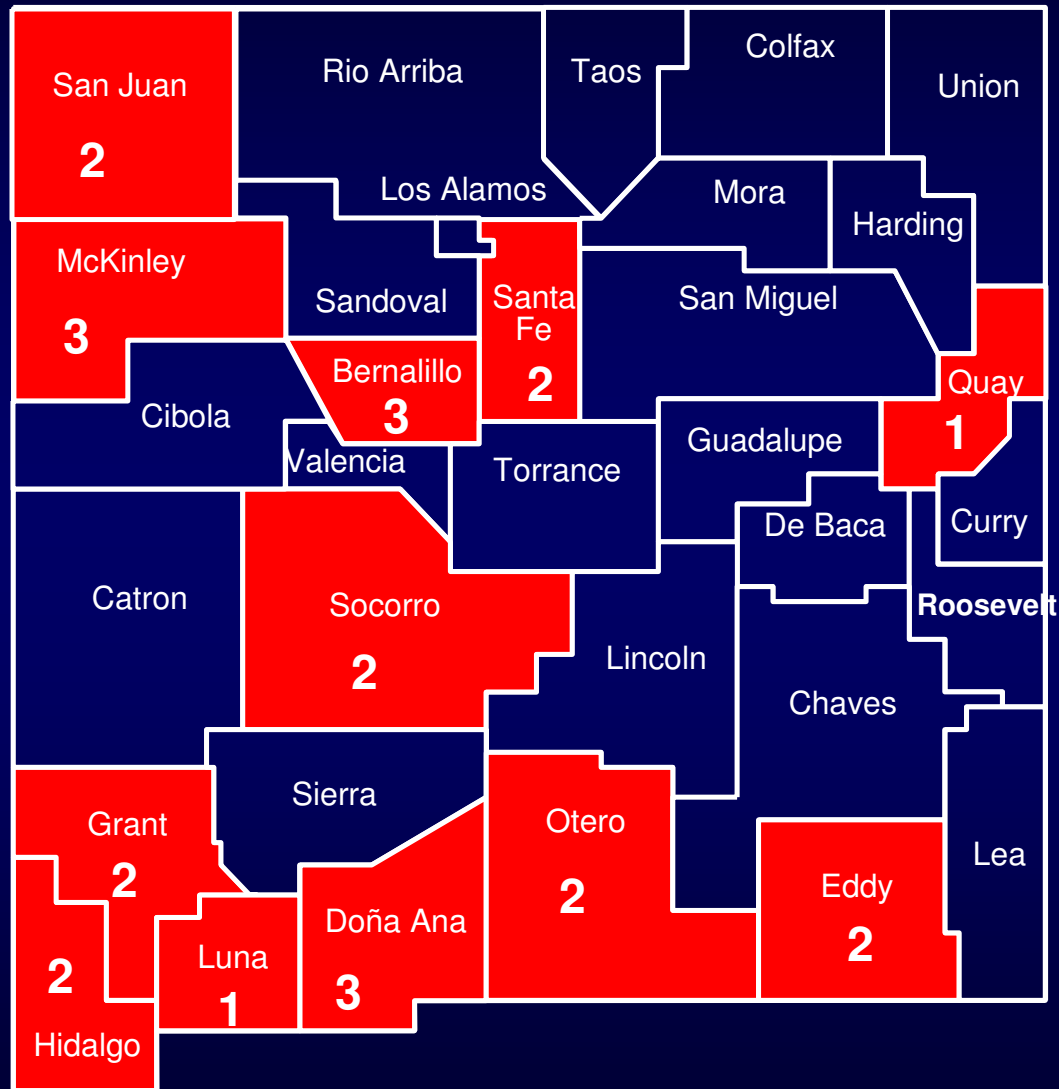 San Juan
2
Rio Arriba
Taos
Colfax
Union
Los Alamos
Mora
Harding
McKinley
3
Sandoval
Santa
Fe
2
San Miguel
Bernalillo
3
Quay
1
Cibola
Valencia
Torrance
Guadalupe
De Baca
Curry
Catron
Socorro
2
Lincoln
Roosevelt
Chaves
Sierra
Grant
2
Otero
2
Eddy
2
Lea
Doña Ana
3
Luna
1
2
Hidalgo